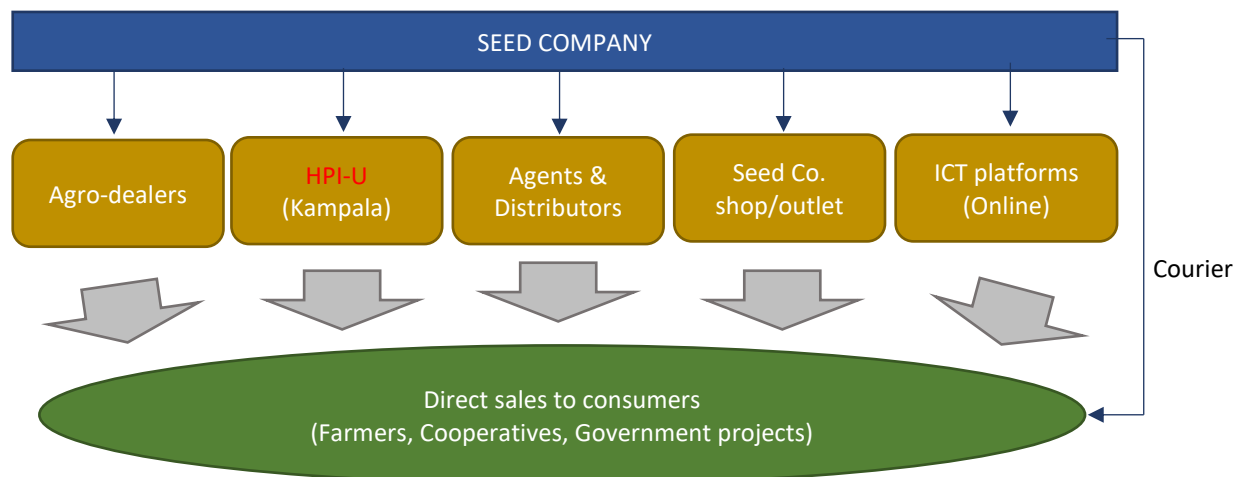 SEED COMPANY
Agro-dealers
HPI-U
(Kampala)
Agents &
Distributors
Seed Co.
shop/outlet
ICT platforms
(Online)
Courier
Direct sales to consumers
(Farmers, Cooperatives, Government projects)